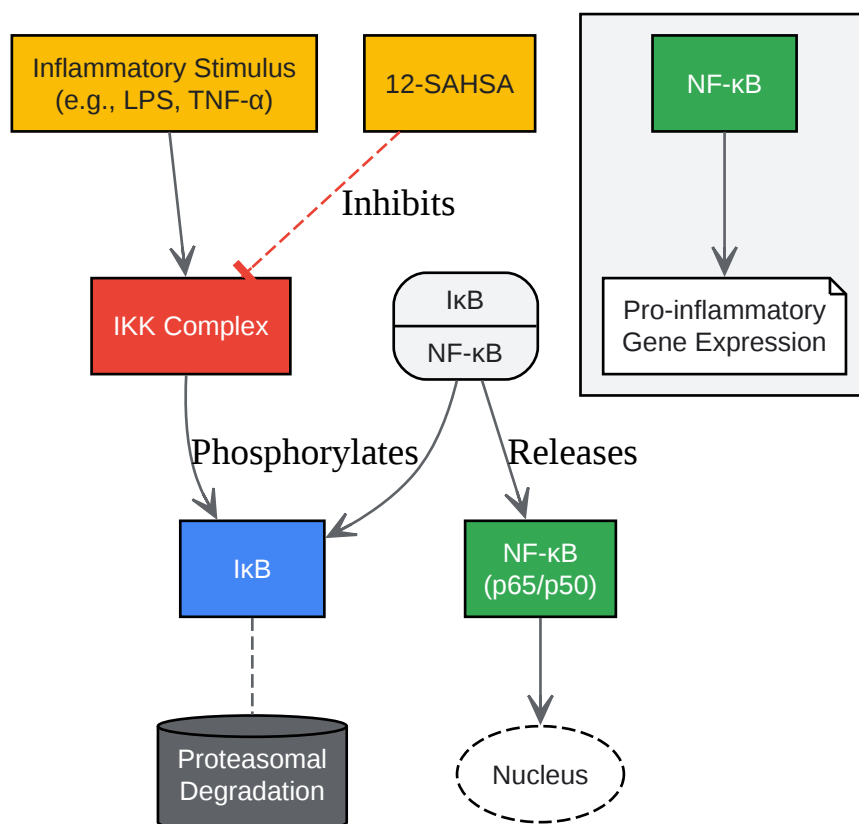 Inflammatory Stimulus
(e.g., LPS, TNF-α)
12-SAHSA
NF-κB
Inhibits
IKK Complex
IκB
NF-κB
Pro-inflammatory
Gene Expression
Phosphorylates
Releases
IκB
NF-κB
(p65/p50)
Proteasomal
Degradation
Nucleus